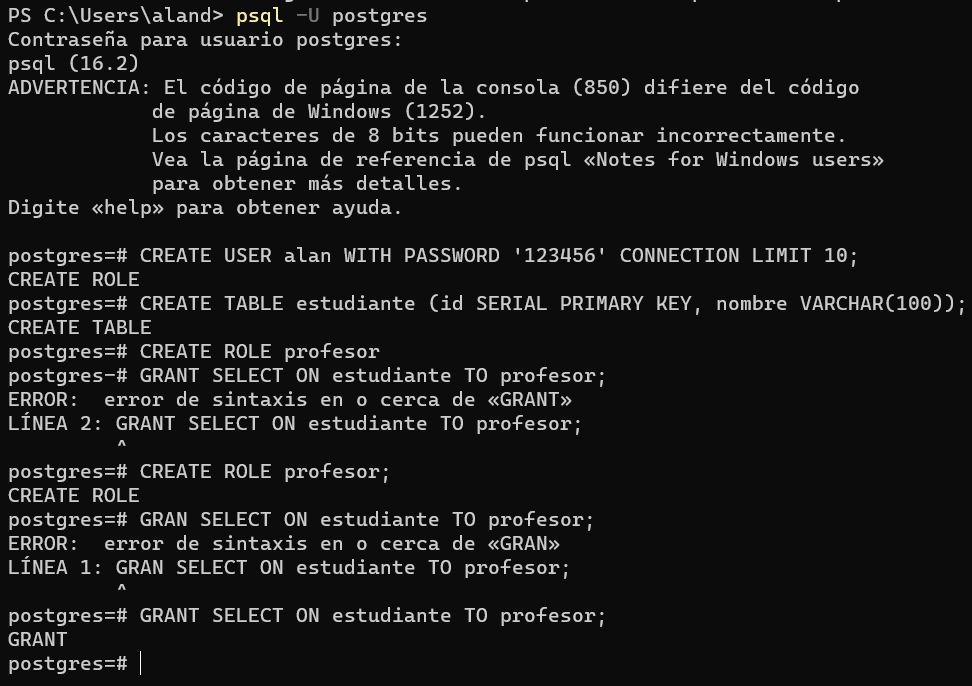 PS C:\Users\aland> psql -U postgres
Contraseña para usuario postgres:
psql (16.2)
ADVERTENCIA: El código de página de la consola (850) difiere del código
de página de Windows (1252).
Los caracteres de 8 bits pueden funcionar incorrectamente.
Vea la página de referencia de psql «Notes for Windows users»
para obtener más detalles.
Digite «help» para obtener ayuda.
postgres=# CREATE USER alan WITH PASSWORD '123456' CONNECTION LIMIT 10;
CREATE ROLE
postgres=# CREATE TABLE estudiante (id SERIAL PRIMARY KEY, nombre VARCHAR(100));
CREATE TABLE
postgres=# CREATE ROLE profesor
postgres-# GRANT SELECT ON estudiante TO profesor;
ERROR:  error de sintaxis en o cerca de «GRANT»
LÍNEA 2: GRANT SELECT ON estudiante TO profesor;
^
postgres=# CREATE ROLE profesor;
CREATE ROLE
postgres=# GRAN SELECT ON estudiante TO profesor;
ERROR:  error de sintaxis en o cerca de «GRAN»
LÍNEA 1: GRAN SELECT ON estudiante TO profesor;
^
postgres=# GRANT SELECT ON estudiante TO profesor;
GRANT
postgres=#